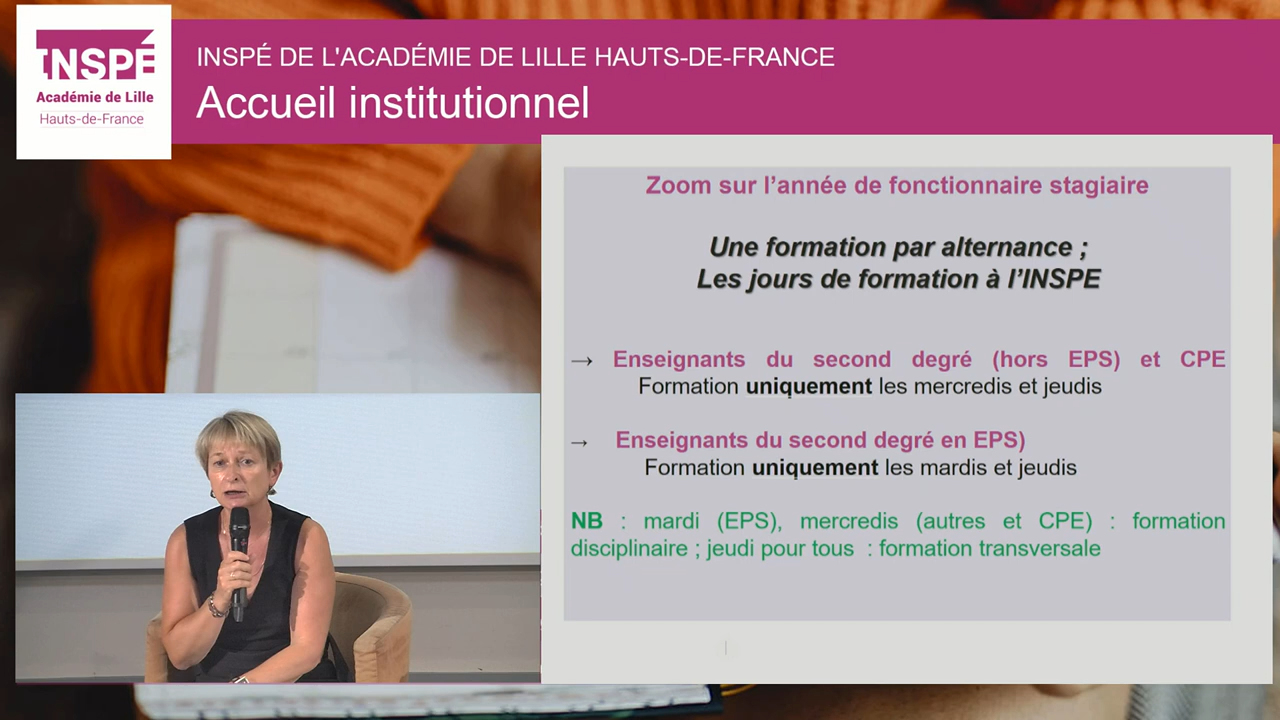 INSPÉ
Académie de Lille
Hauts-de-France
INSPÉ DE L'ACADÉMIE DE LILLE HAUTS-DE-FRANCE
Accueil institutionnel
Zoom sur l’année de fonctionnaire stagiaire
Une formation par alternance ;
Les jours de formation à l’INSPE
→ Enseignants du second degré (hors EPS) et CPE
Formation uniquement les mercredis et jeudis
→ Enseignants du second degré en EPS)
Formation uniquement les mardis et jeudis
NB : mardi (EPS), mercredis (autres et CPE) : formation
disciplinaire ; jeudi pour tous : formation transversale